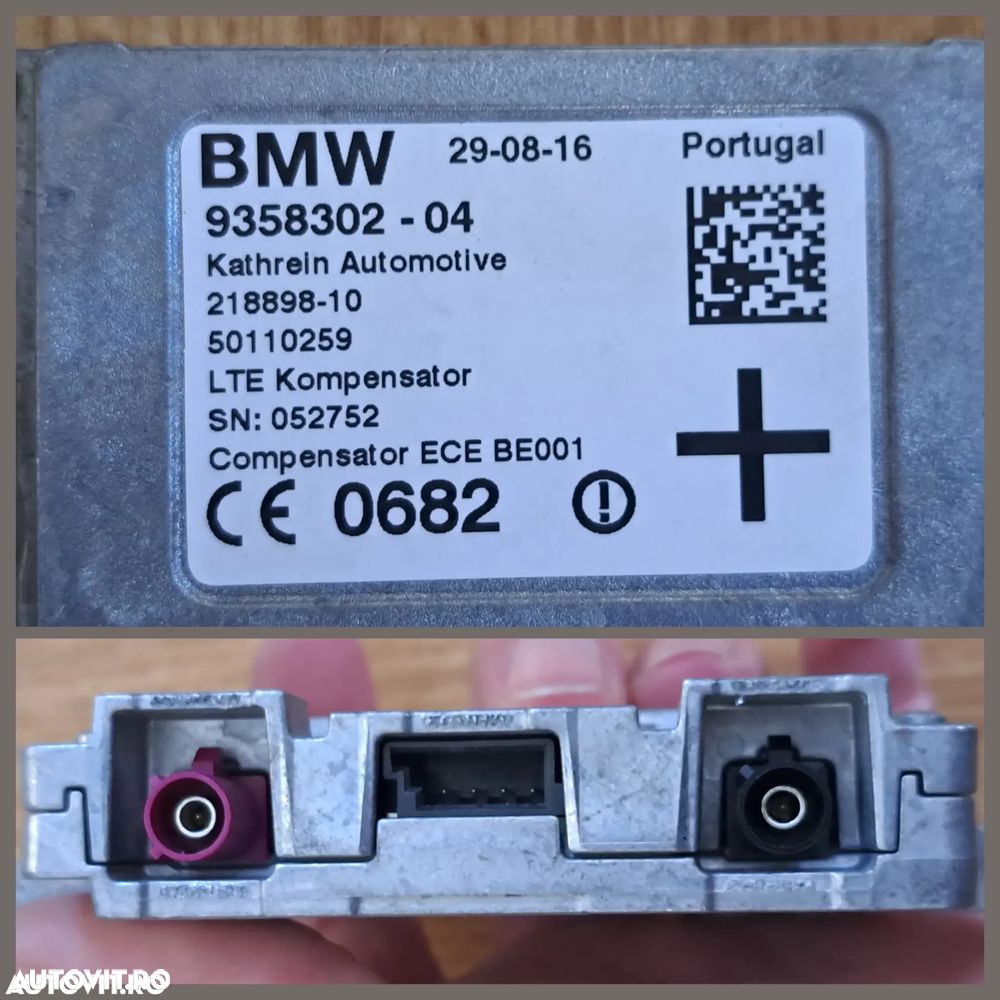 BMW 29-08-16 Portugal
9358302 - 04
Kathrein Automotive
218898-10
50110259
LTE Kompensator
SN: 052752
Compensator ECE BE001
CE 0682
AUTOVIT.RO